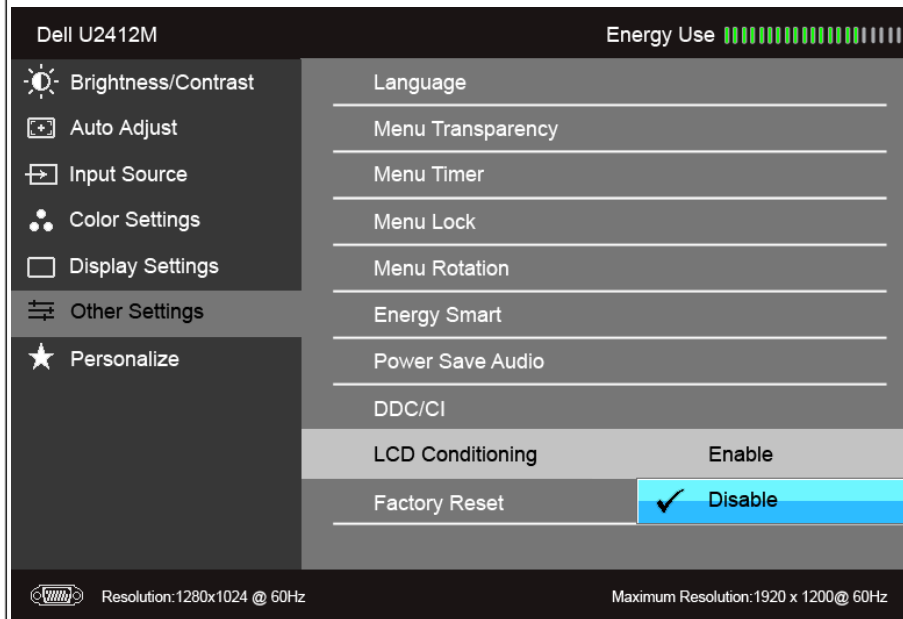 Dell U2412M
Energy Use
Brightness/Contrast
Auto Adjust
Input Source
Color Settings
Display Settings
Other Settings
Personalize
Language
Menu Transparency
Menu Timer
Menu Lock
Menu Rotation
Energy Smart
Power Save Audio
DDC/CI
LCD Conditioning
Enable
Factory Reset
Disable
Resolution:1280x1024 @ 60Hz
Maximum Resolution:1920 x 1200@ 60Hz